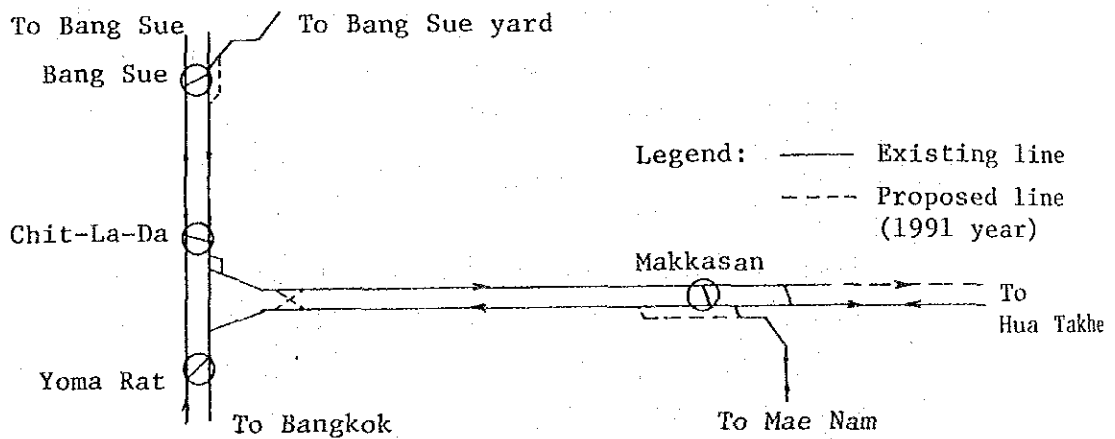 To Bang Sue
To Bang Sue yard
Bang Sue
Legend:
Existing line
Proposed line
(1991 year)
Chit-La-Da
Makkasan
To
Hua Takhe
Yoma Rat
To Bangkok
To Mae Nam